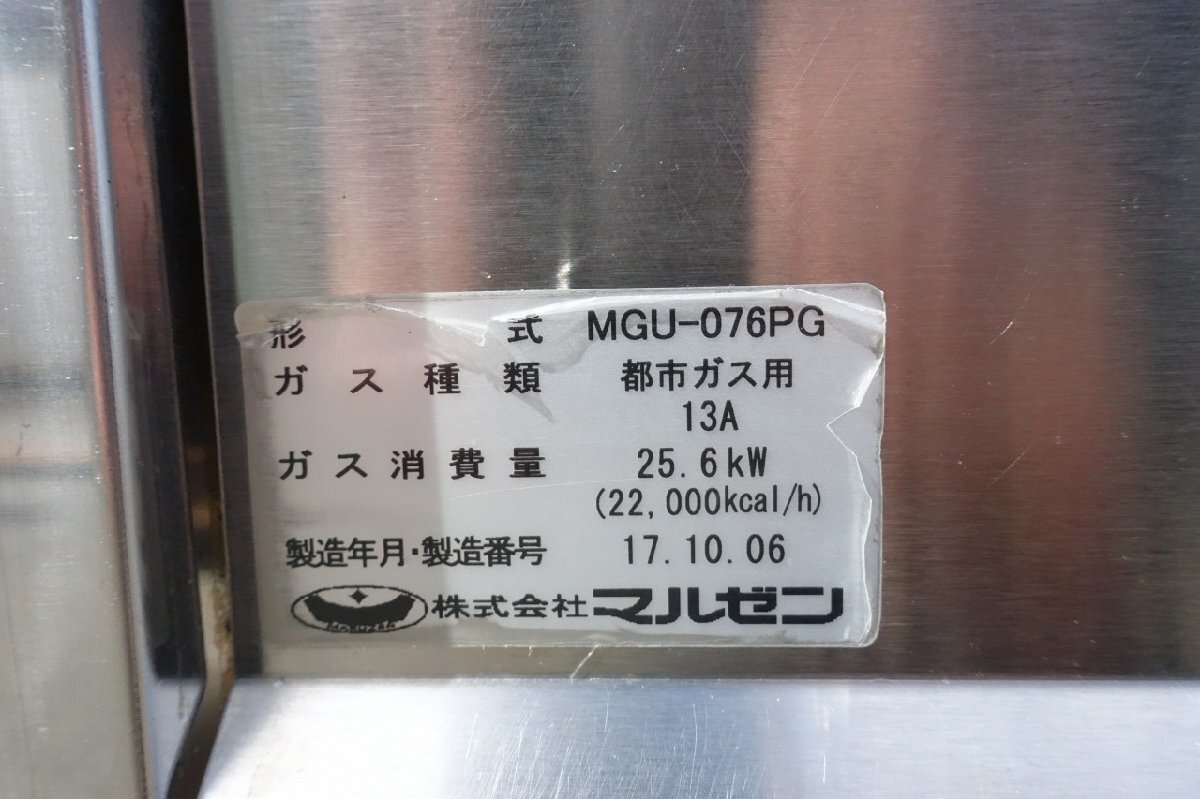 形式 MGU-076PG
ガス種類 都市ガス用
13A
ガス消費量 25.6kW
(22,000kcal/h)
製造年月・製造番号 17.10.06
MARUZEN 株式会社マルゼン